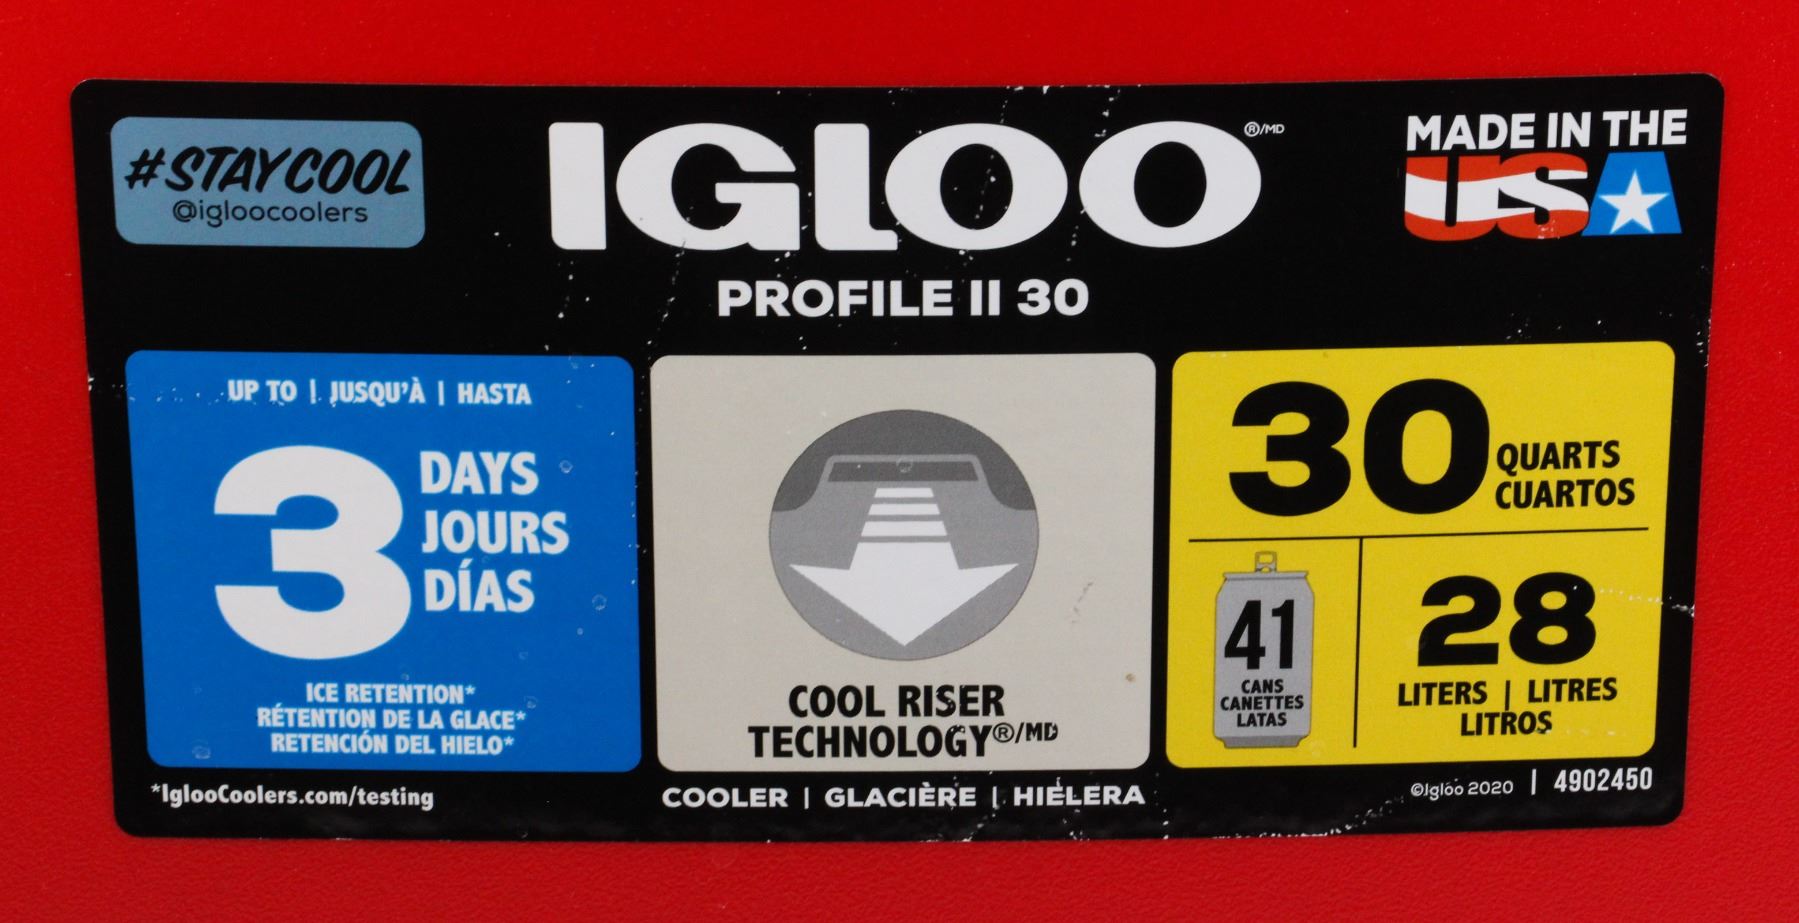 #STAYCOOL
@igloocoolers
IGLOO®/MD
MADE IN THE
USA
PROFILE II 30
UP TO | JUSQU'À | HASTA
3
DAYS
JOURS
DÍAS
ICE RETENTION*
RÉTENTION DE LA GLACE*
RETENCIÓN DEL HIELO*
COOL RISER
TECHNOLOGY®/MD
30
QUARTS
CUARTOS
41
CANS
CANETTES
LATAS
28
LITERS | LITRES
LITROS
*IglooCoolers.com/testing
COOLER | GLACIÈRE | HIELERA
©Igloo 2020 | 4902450